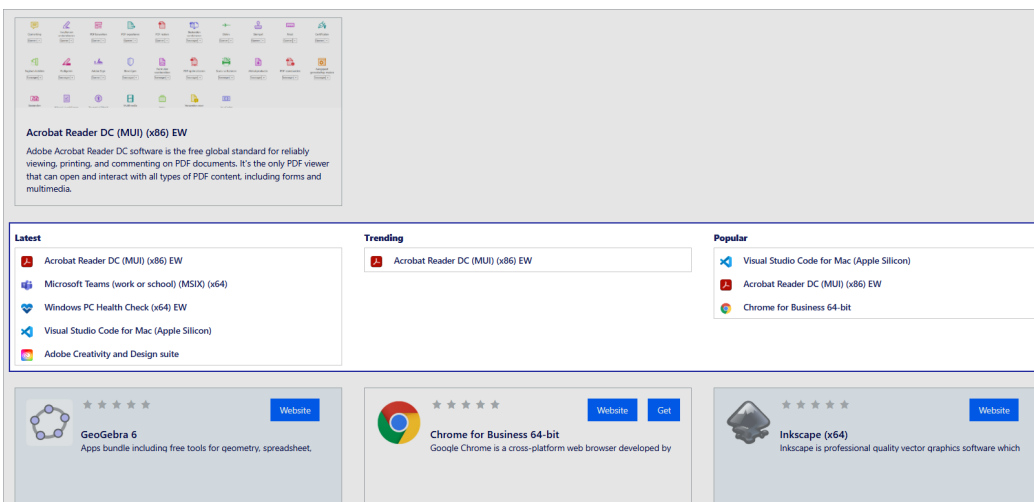 Acrobat Reader DC (MUI) (x86) EW
Adobe Acrobat Reader DC software is the free global standard for reliably
viewing, printing, and commenting on PDF documents. It's the only PDF viewer
that can open and interact with all types of PDF content, including forms and
multimedia.
Latest
Acrobat Reader DC (MUI) (x86) EW
Microsoft Teams (work or school) (MSIX) (x64)
Windows PC Health Check (x64) EW
Visual Studio Code for Mac (Apple Silicon)
Adobe Creativity and Design suite
Trending
Acrobat Reader DC (MUI) (x86) EW
Popular
Visual Studio Code for Mac (Apple Silicon)
Acrobat Reader DC (MUI) (x86) EW
Chrome for Business 64-bit
Website
GeoGebra 6
Apps bundle including free tools for geometry, spreadsheet,
Website
Get
Chrome for Business 64-bit
Google Chrome is a cross-platform web browser developed by
Website
Inkscape (x64)
Inkscape is professional quality vector graphics software which